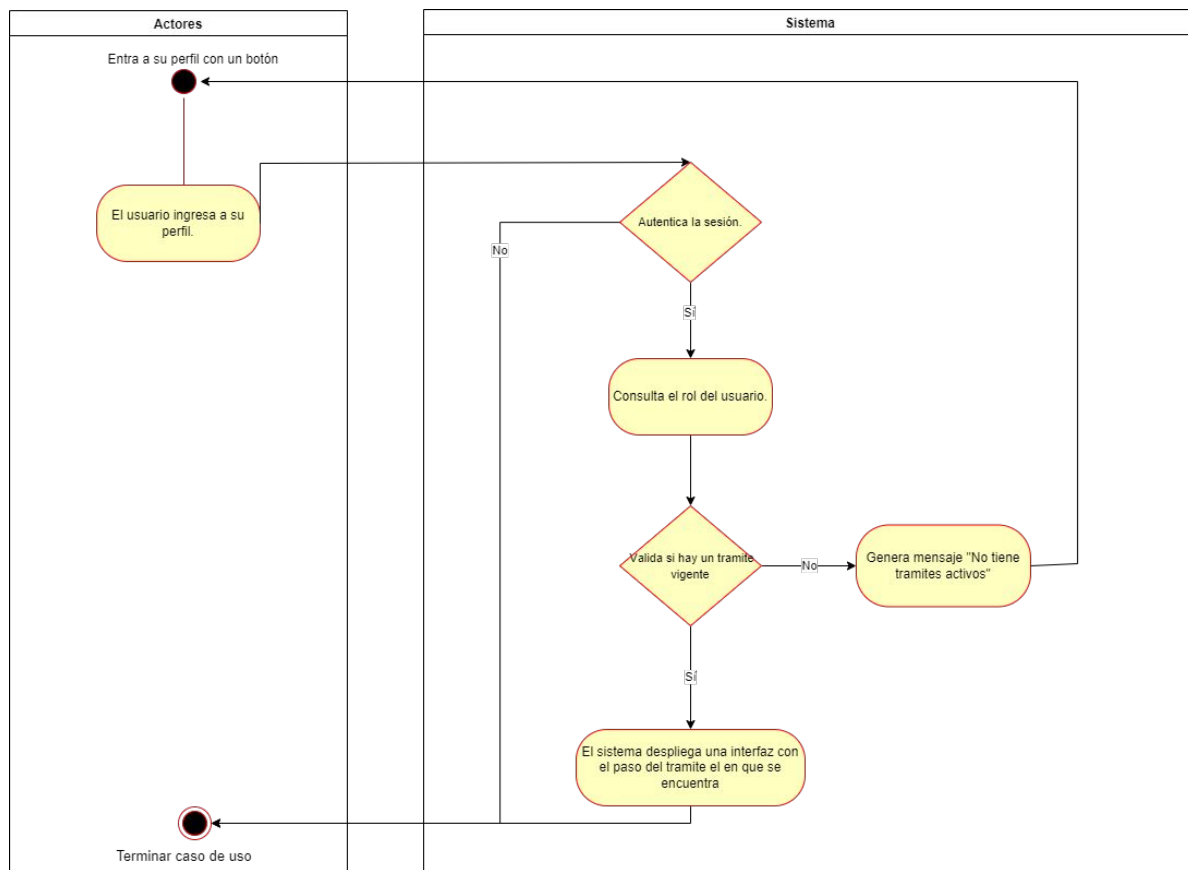 Actores
Sistema
Entra a su perfil con un botón
El usuario ingresa a su
perfil.
Autentica la sesión.
No
Sí
Consulta el rol del usuario.
Valida si hay un tramite
vigente
No
Genera mensaje "No tiene
tramites activos"
Sí
El sistema despliega una interfaz con
el paso del tramite el en que se
encuentra
Terminar caso de uso